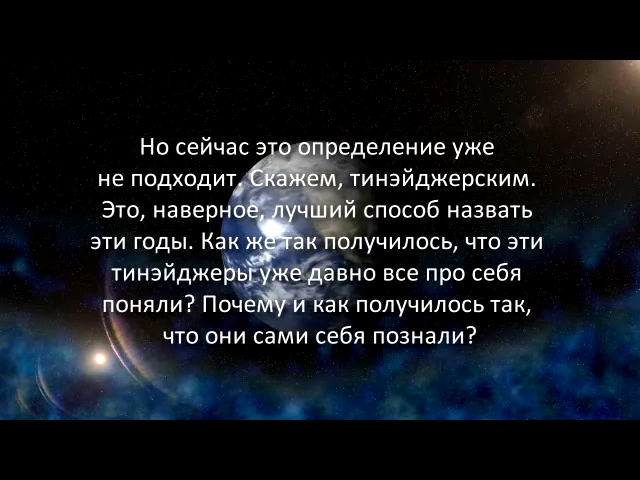 Но сейчас это определение уже
не подходит. Скажем, тинэйджерским.
Это, наверное, лучший способ назвать
эти годы. Как же так получилось, что эти
тинэйджеры уже давно все про себя
поняли? Почему и как получилось так,
что они сами себя познали?